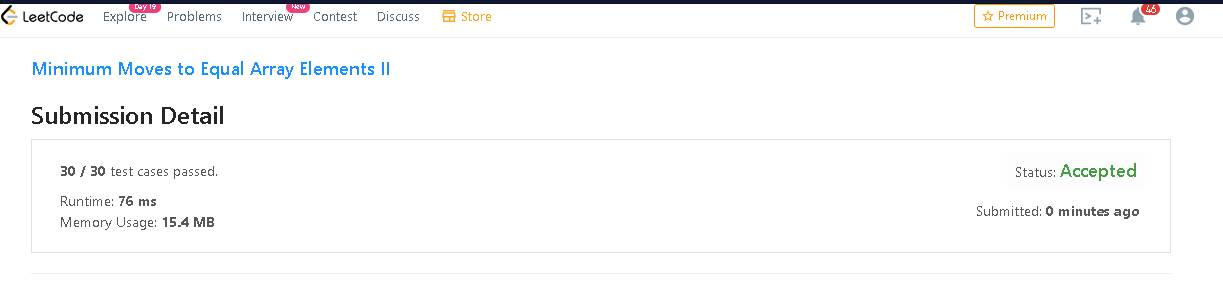 LeetCode Explore Day 19 Problems Interview New Contest Discuss Store Premium 46
Minimum Moves to Equal Array Elements II
Submission Detail
30 / 30 test cases passed.
Status: Accepted
Runtime: 76 ms
Submitted: 0 minutes ago
Memory Usage: 15.4 MB